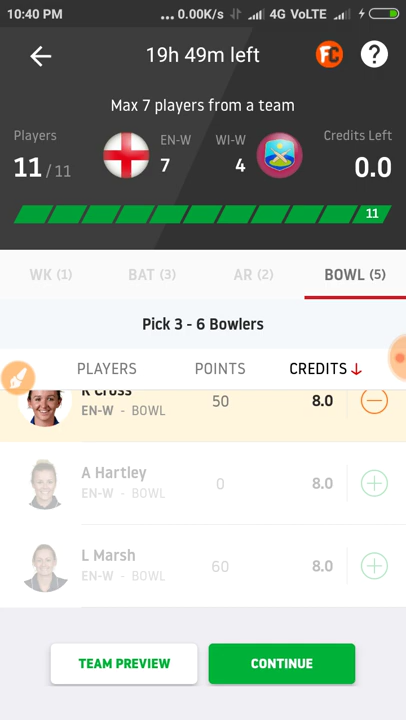 10:40 PM ... 0.00K/s 4G VoLTE
19h 49m left FC ?
Max 7 players from a team
Players EN-W WI-W Credits Left
11 / 11 7 4 0.0
11
WK (1) BAT (3) AR (2) BOWL (5)
Pick 3 - 6 Bowlers
PLAYERS POINTS CREDITS ↓
K Cross
EN-W - BOWL 50 8.0
A Hartley
EN-W - BOWL 0 8.0
L Marsh
EN-W - BOWL 60 8.0
TEAM PREVIEW CONTINUE